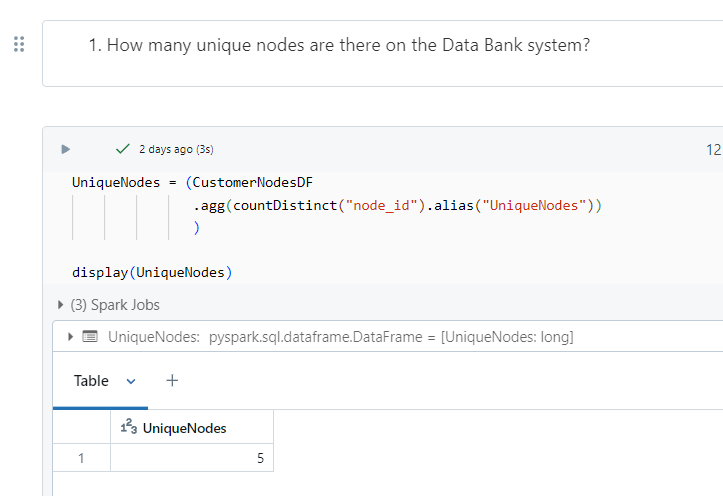 1. How many unique nodes are there on the Data Bank system?
2 days ago (3s)
12
UniqueNodes = (CustomerNodesDF
.agg(countDistinct("node_id").alias("UniqueNodes"))
)
display(UniqueNodes)
(3) Spark Jobs
UniqueNodes: pyspark.sql.dataframe.DataFrame = [UniqueNodes: long]
Table +
123 UniqueNodes
1 5